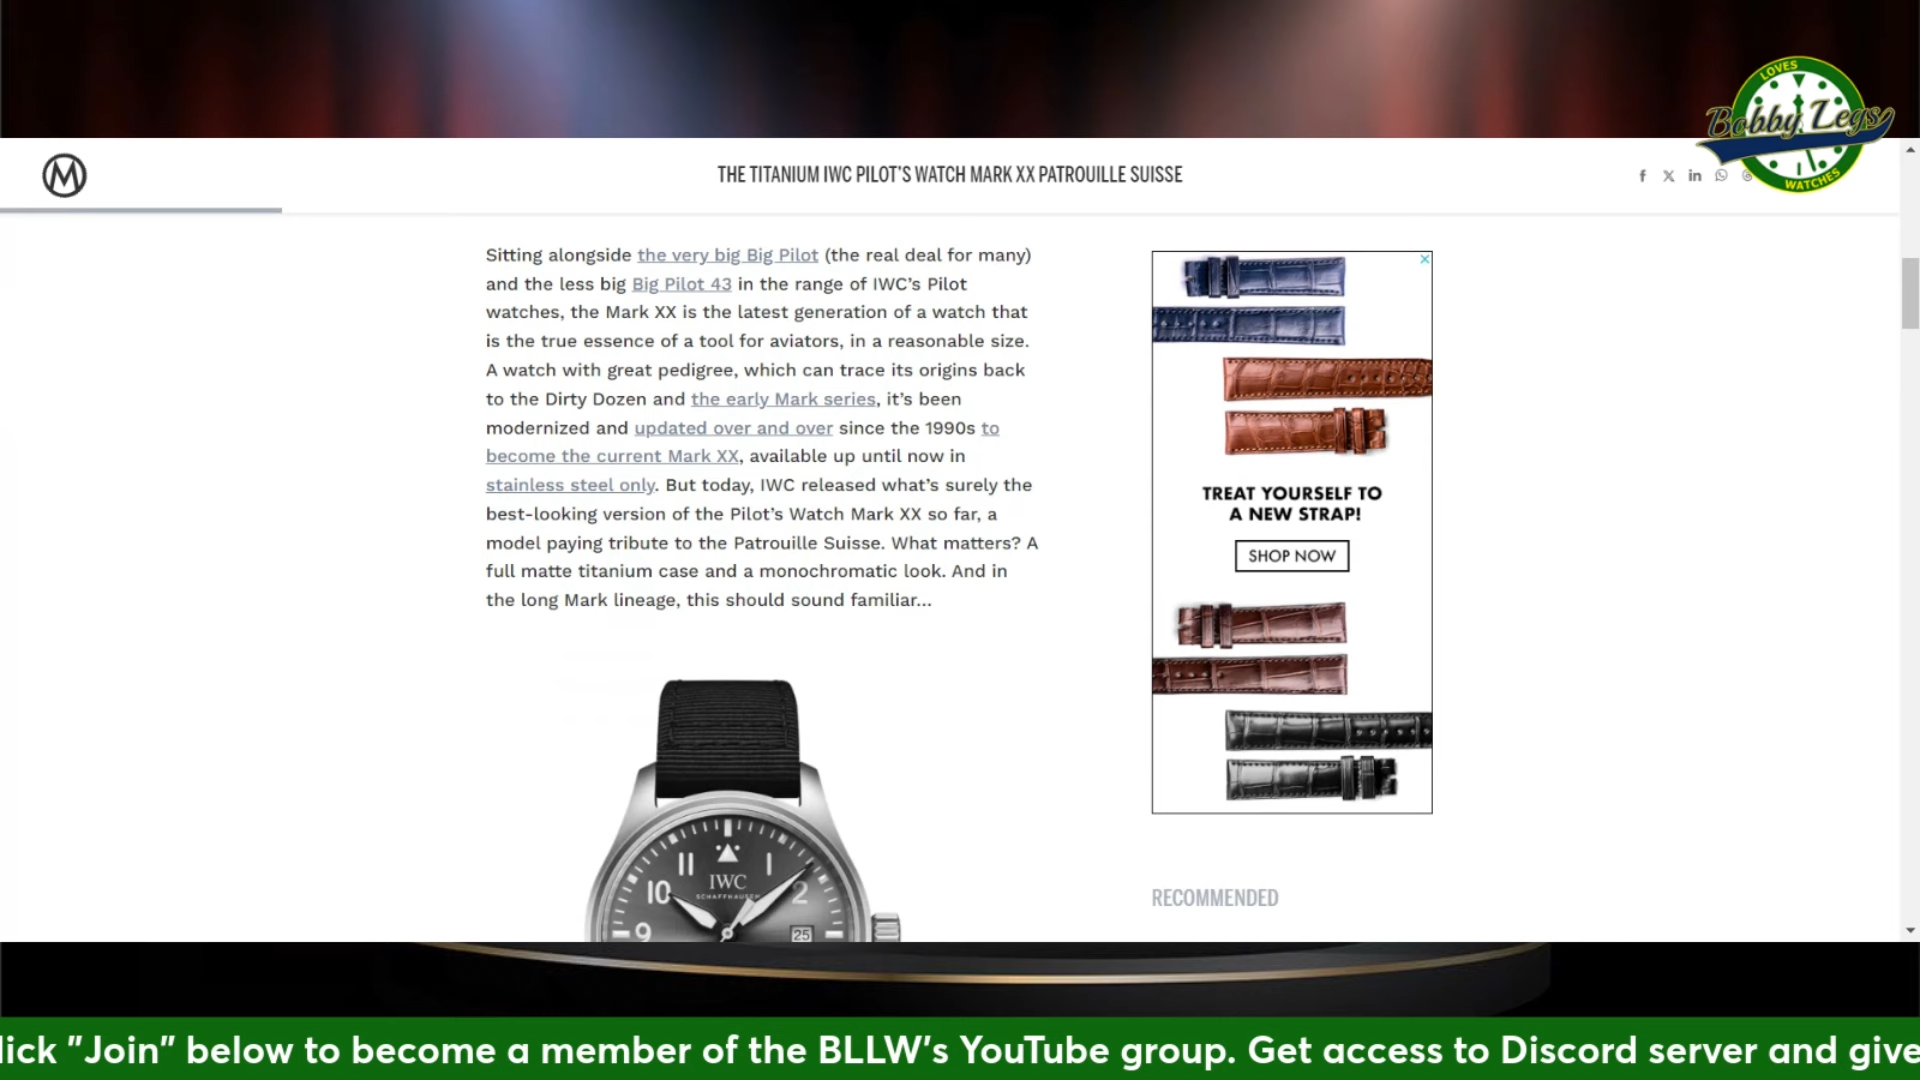 LOVES
Bobby Legs
WATCHES
M
THE TITANIUM IWC PILOT'S WATCH MARK XX PATROUILLE SUISSE
Sitting alongside the very big Big Pilot (the real deal for many)
and the less big Big Pilot 43 in the range of IWC’s Pilot
watches, the Mark XX is the latest generation of a watch that
is the true essence of a tool for aviators, in a reasonable size.
A watch with great pedigree, which can trace its origins back
to the Dirty Dozen and the early Mark series, it’s been
modernized and updated over and over since the 1990s to
become the current Mark XX, available up until now in
stainless steel only. But today, IWC released what’s surely the
best-looking version of the Pilot’s Watch Mark XX so far, a
model paying tribute to the Patrouille Suisse. What matters? A
full matte titanium case and a monochromatic look. And in
the long Mark lineage, this should sound familiar…
11 1
IWC
SCHAFFHAUSEN
10 2
9 25
TREAT YOURSELF TO
A NEW STRAP!
SHOP NOW
RECOMMENDED
lick "Join" below to become a member of the BLLW's YouTube group. Get access to Discord server and give